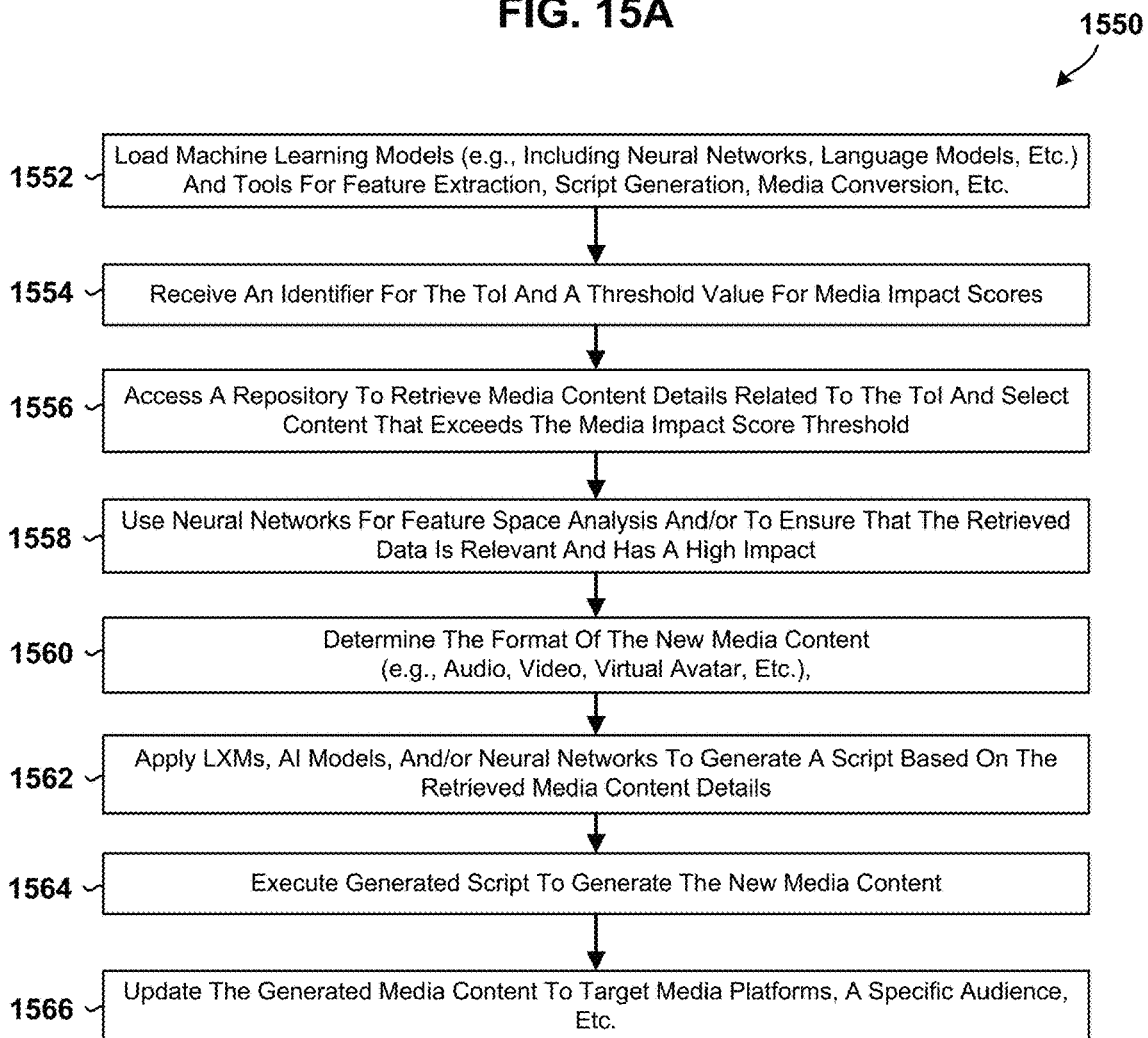 FIG. 15A
1550
1552
Load Machine Learning Models (e.g., Including Neural Networks, Language Models, Etc.)
And Tools For Feature Extraction, Script Generation, Media Conversion, Etc.
1554
Receive An Identifier For The ToI And A Threshold Value For Media Impact Scores
1556
Access A Repository To Retrieve Media Content Details Related To The ToI And Select
Content That Exceeds The Media Impact Score Threshold
1558
Use Neural Networks For Feature Space Analysis And/or To Ensure That The Retrieved
Data Is Relevant And Has A High Impact
1560
Determine The Format Of The New Media Content
(e.g., Audio, Video, Virtual Avatar, Etc.),
1562
Apply LXMs, AI Models, And/or Neural Networks To Generate A Script Based On The
Retrieved Media Content Details
1564
Execute Generated Script To Generate The New Media Content
1566
Update The Generated Media Content To Target Media Platforms, A Specific Audience,
Etc.